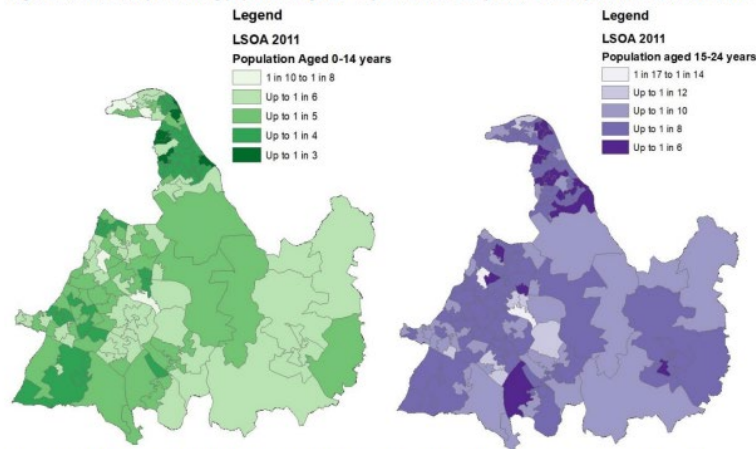 Legend
LSOA 2011
Population Aged 0-14 years
1 in 10 to 1 in 8
Up to 1 in 6
Up to 1 in 5
Up to 1 in 4
Up to 1 in 3
Legend
LSOA 2011
Population aged 15-24 years
1 in 17 to 1 in 14
Up to 1 in 12
Up to 1 in 10
Up to 1 in 8
Up to 1 in 6